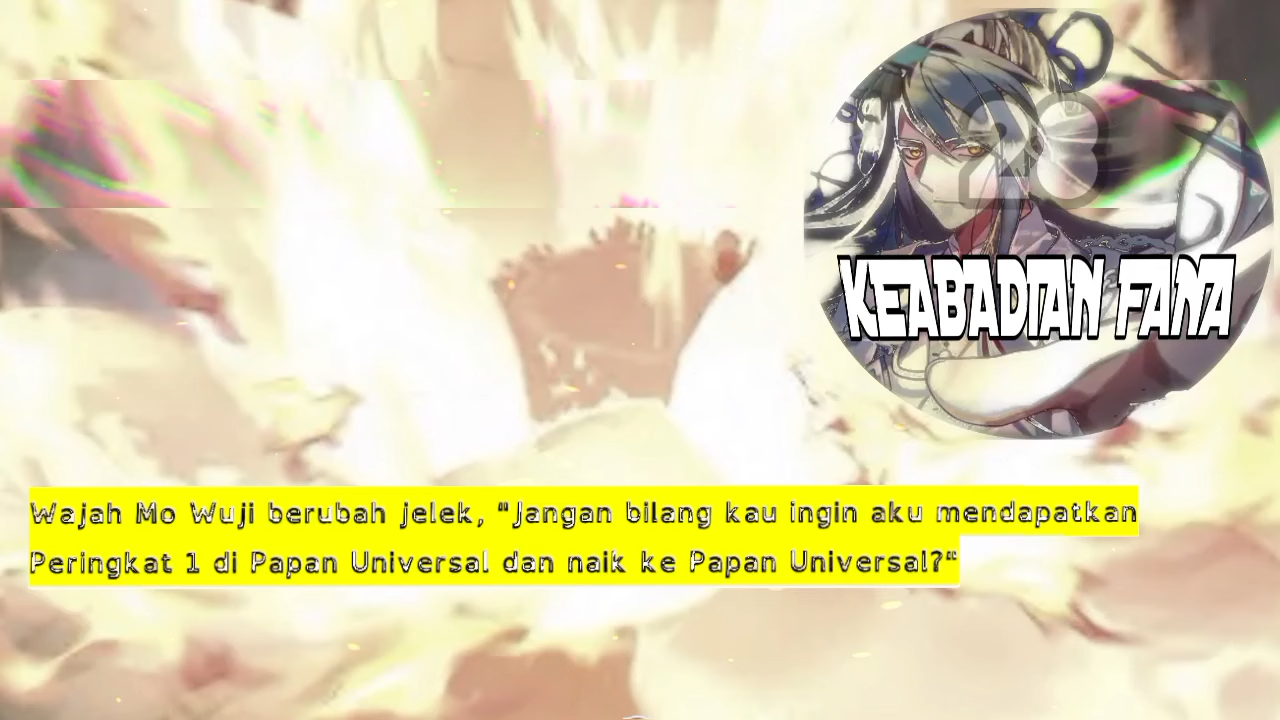 28
KEABADIAN FANA
Wajah Mo Wuji berubah jelek, "Jangan bilang kau ingin aku mendapatkan
Peringkat 1 di Papan Universal dan naik ke Papan Universal?"